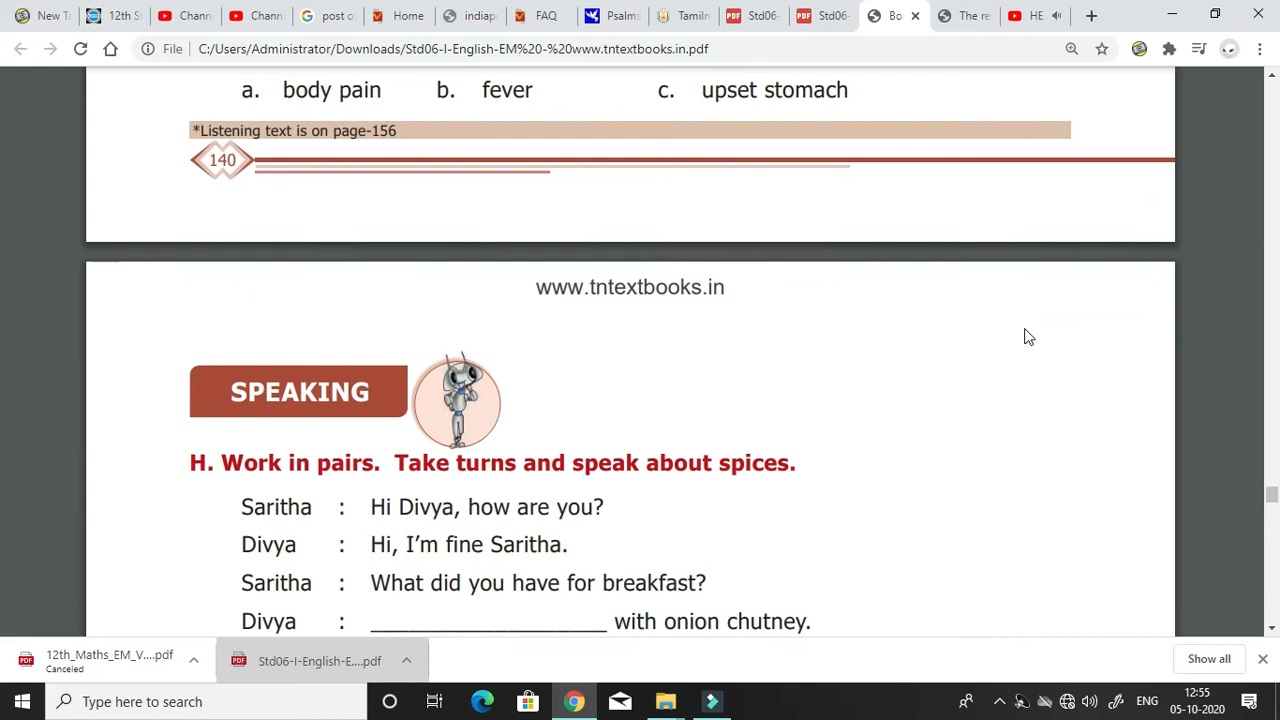 New T
12th St
Chann
Chann
post o
Home
indiap
FAQ
Psalms
Tamiln
Std06-
Std06-
Bo
The re
HE
File
C:/Users/Administrator/Downloads/Std06-I-English-EM%20-%20www.tntextbooks.in.pdf
a. body pain b. fever c. upset stomach
*Listening text is on page-156
140
www.tntextbooks.in
SPEAKING
H. Work in pairs. Take turns and speak about spices.
Saritha : Hi Divya, how are you?
Divya : Hi, I'm fine Saritha.
Saritha : What did you have for breakfast?
Divya : ___________________ with onion chutney.
12th_Maths_EM_V....pdf
Canceled
Std06-I-English-E....pdf
Show all
Type here to search
ENG
12:55
05-10-2020